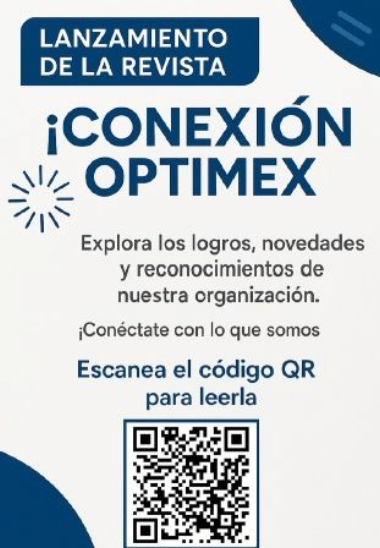 LANZAMIENTO
DE LA REVISTA
¡CONEXIÓN
OPTIMEX
Explora los logros, novedades
y reconocimientos de
nuestra organización.
¡Conéctate con lo que somos
Escanea el código QR
para leerla